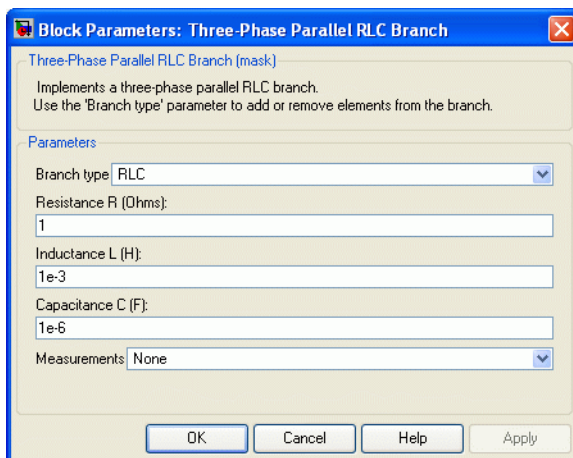 Block Parameters: Three-Phase Parallel RLC Branch
Three-Phase Parallel RLC Branch (mask)
Implements a three-phase parallel RLC branch.
Use the 'Branch type' parameter to add or remove elements from the branch.
Parameters
Branch type RLC
Resistance R (Ohms):
1
Inductance L (H):
1e-3
Capacitance C (F):
1e-6
Measurements None
OK Cancel Help Apply